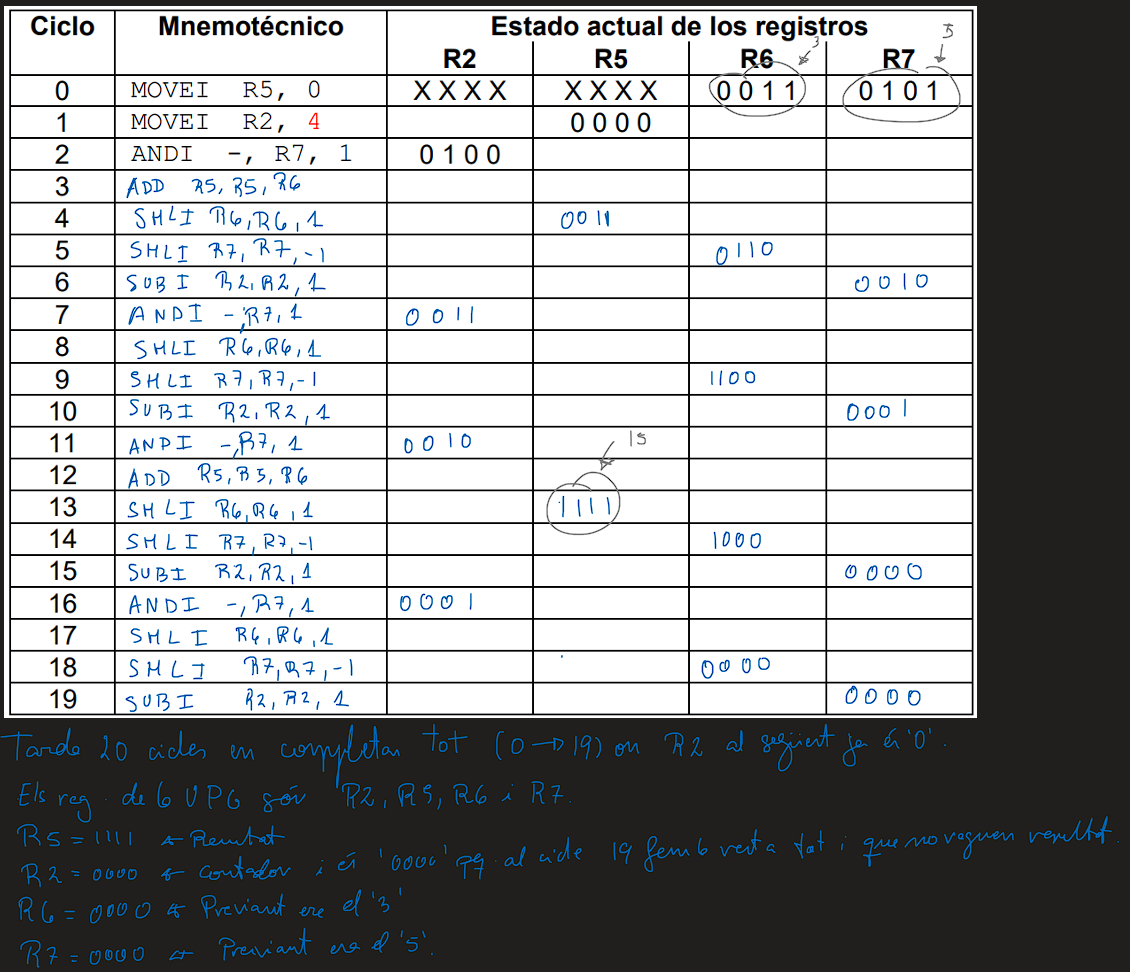 Ciclo Mnemotécnico Estado actual de los registros
R2 R5 R6 R7
3 5
0 MOVEI R5, 0 XXXX XXXX 0011 0101
1 MOVEI R2, 4 0000
2 ANDI -, R7, 1 0100
3 ADD R5, R5, R6
4 SHLI R6, R6, 1 0011
5 SHLI R7, R7, -1 0110
6 SUBI R2, R2, 1 0010
7 ANDI -, R7, 1 0011
8 SHLI R6, R6, 1
9 SHLI R7, R7, -1 1100
10 SUBI R2, R2, 1 0001
11 ANDI -, R7, 1 0010 15
12 ADD R5, R5, R6
13 SHLI R6, R6, 1 1111
14 SHLI R7, R7, -1 1000
15 SUBI R2, R2, 1 0000
16 ANDI -, R7, 1 0001
17 SHLI R6, R6, 1
18 SHLI R7, R7, -1 0000
19 SUBI R2, R2, 1 0000
Tarda 20 cicles en completar tot (0 → 19) on R2 al següent ja és '0'.
Els reg. de la UPG són R2, R5, R6 i R7.
R5 = 1111 ← Resultat
R2 = 0000 ← contador i és '0000' pq al cicle 19 fem la resta tot i que no vaguen resultat.
R6 = 0000 ← Previant ere el '3'
R7 = 0000 ← Previant era el '5'.